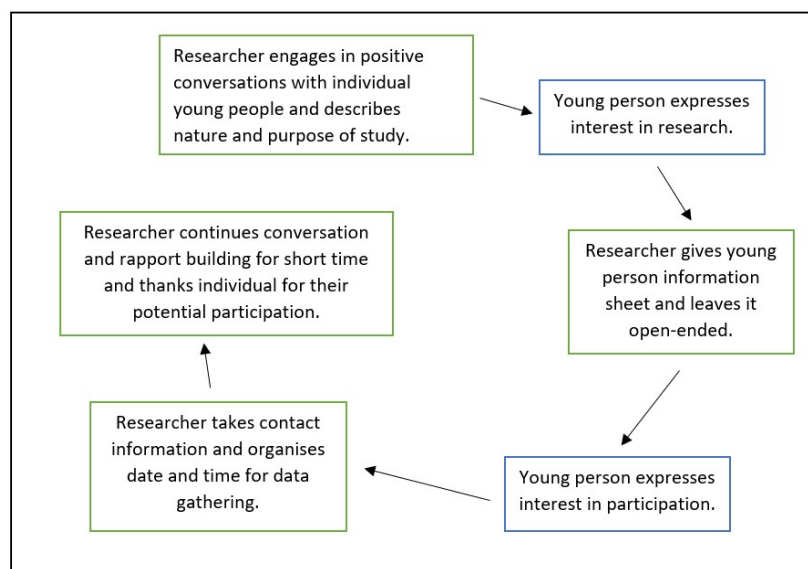 Researcher engages in positive
conversations with individual
young people and describes
nature and purpose of study.
Young person expresses
interest in research.
Researcher gives young
person information
sheet and leaves it
open-ended.
Young person expresses
interest in participation.
Researcher takes contact
information and organises
date and time for data
gathering.
Researcher continues conversation
and rapport building for short time
and thanks individual for their
potential participation.